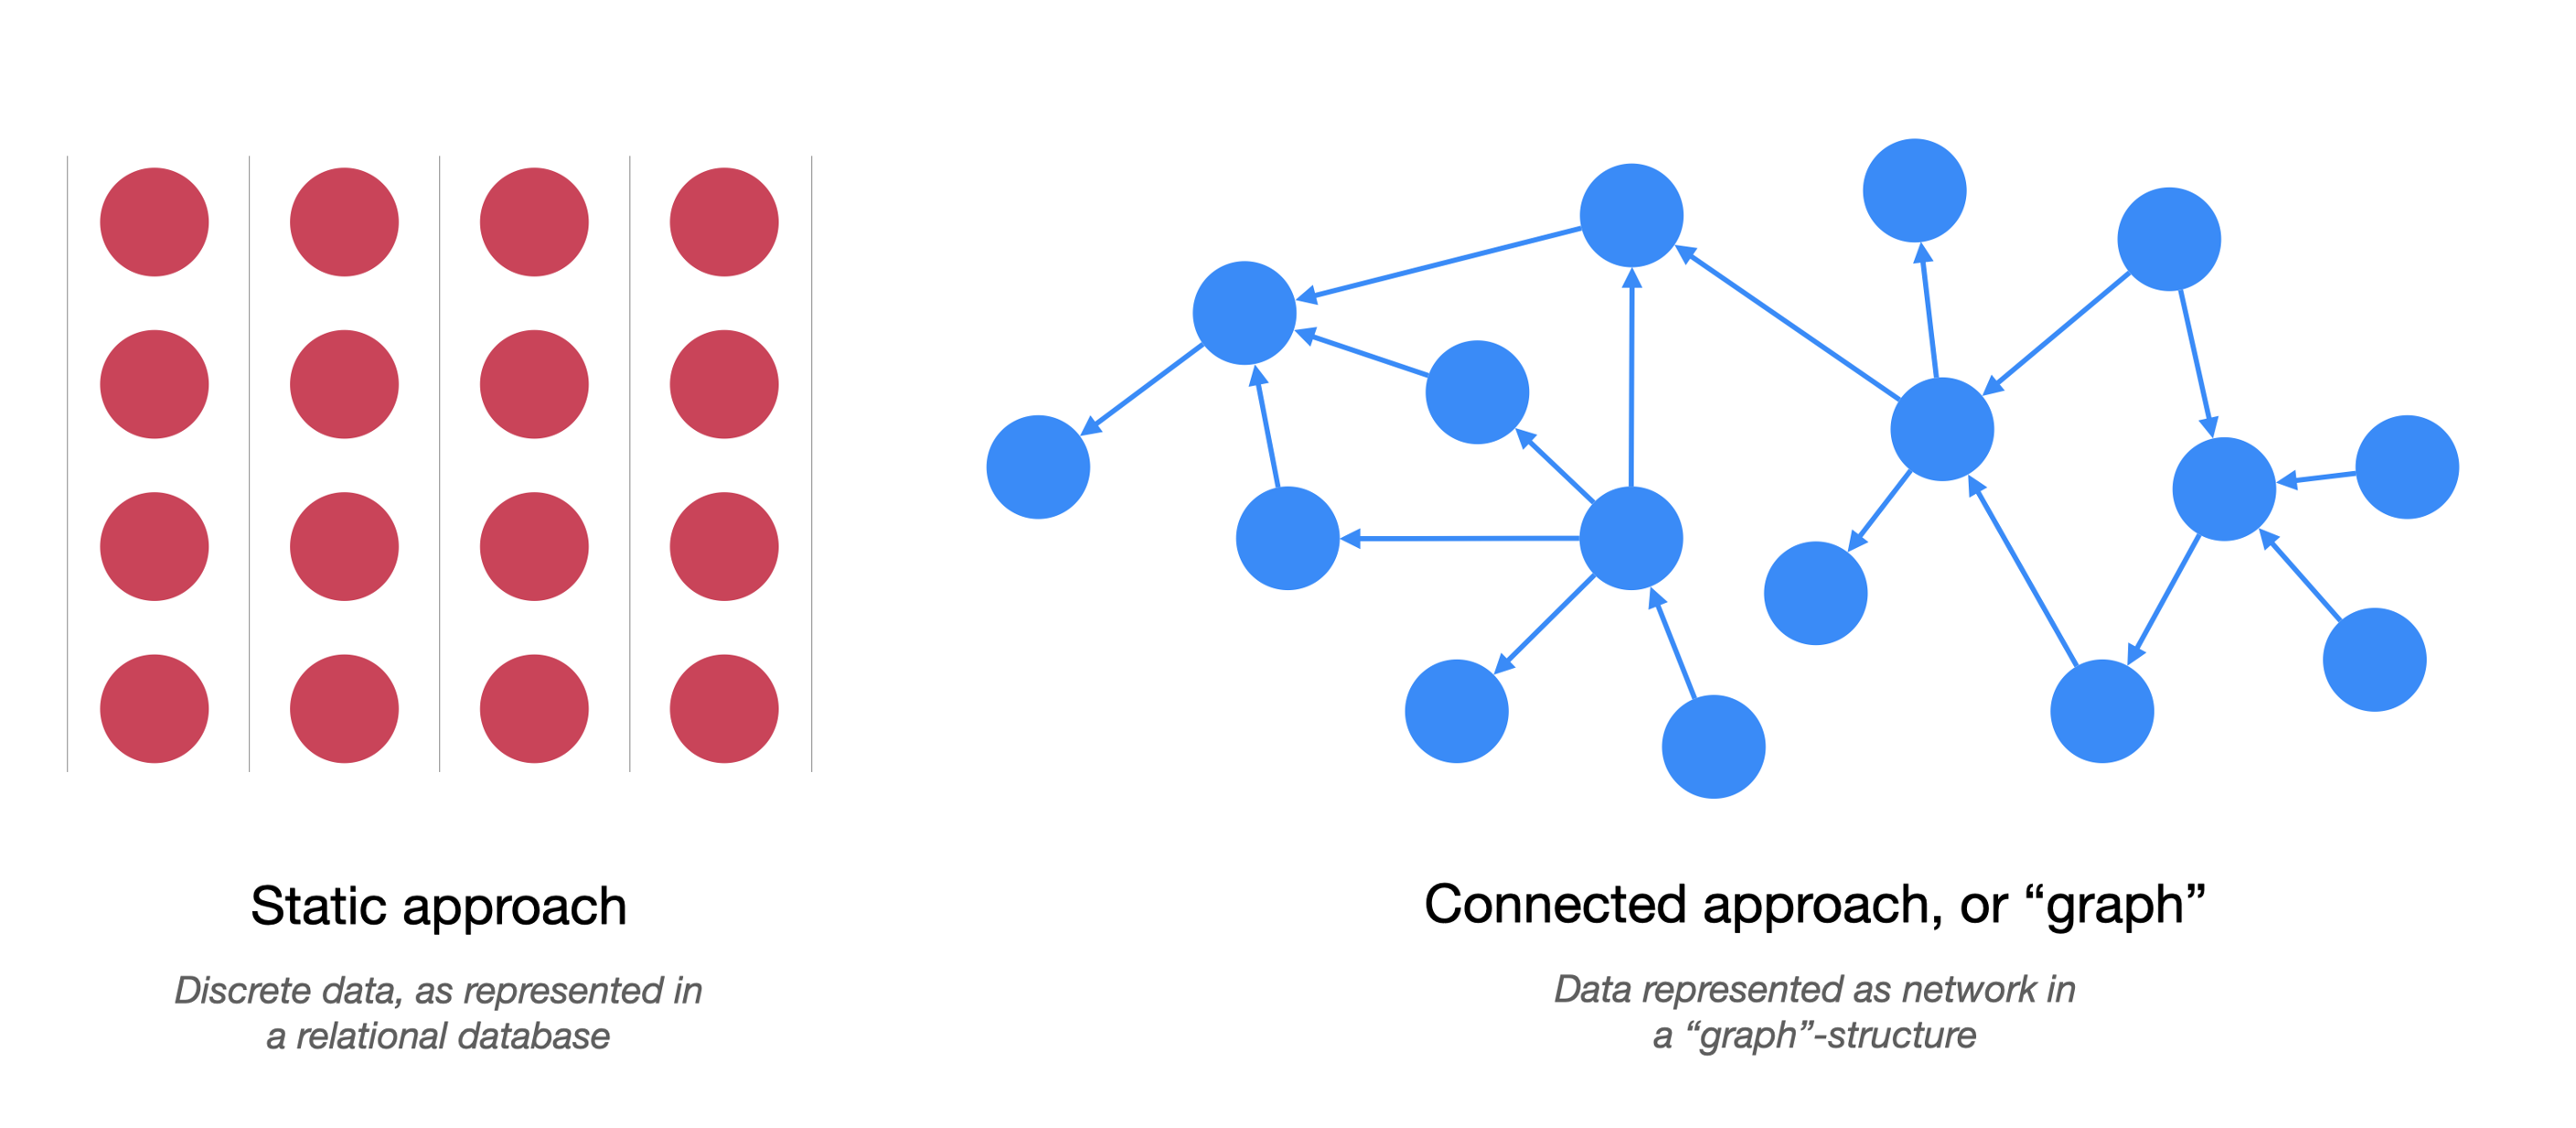 Static approach
Discrete data, as represented in
a relational database
Connected approach, or “graph”
Data represented as network in
a “graph”-structure